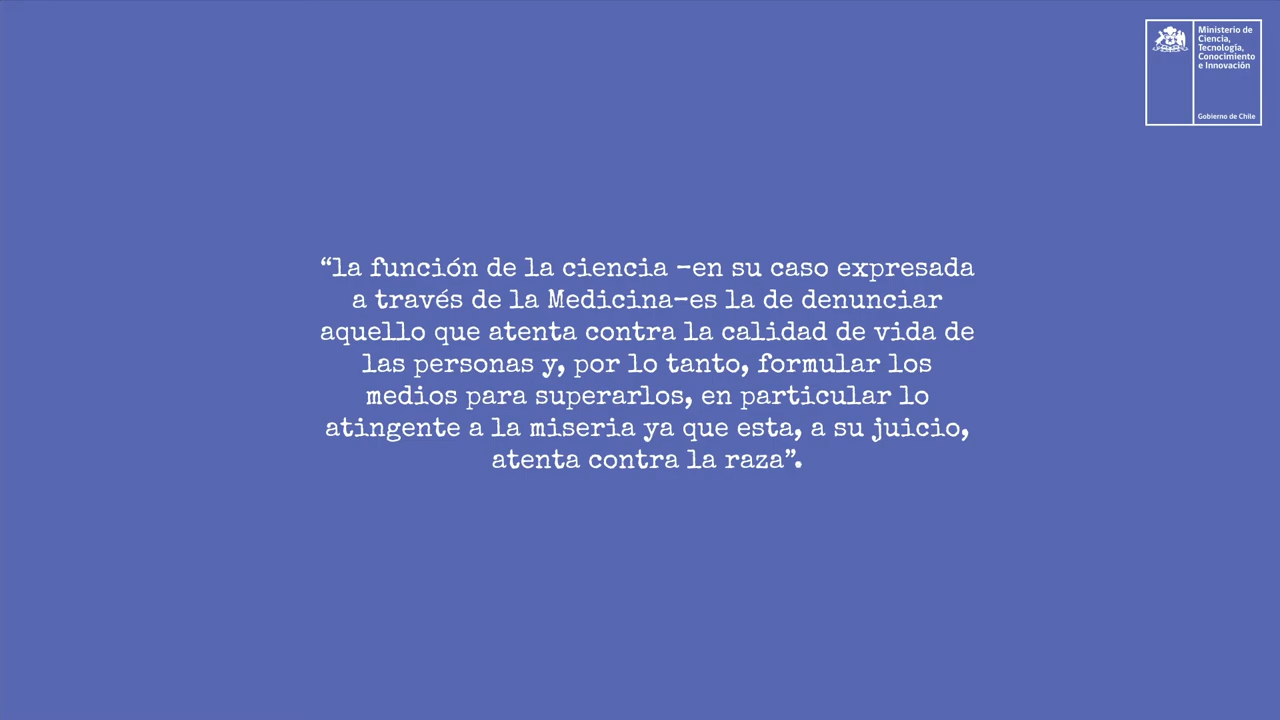 Ministerio de
Ciencia,
Tecnología,
Conocimiento
e Innovación
Gobierno de Chile
“la función de la ciencia –en su caso expresada
a través de la Medicina–es la de denunciar
aquello que atenta contra la calidad de vida de
las personas y, por lo tanto, formular los
medios para superarlos, en particular lo
atingente a la miseria ya que esta, a su juicio,
atenta contra la raza”.